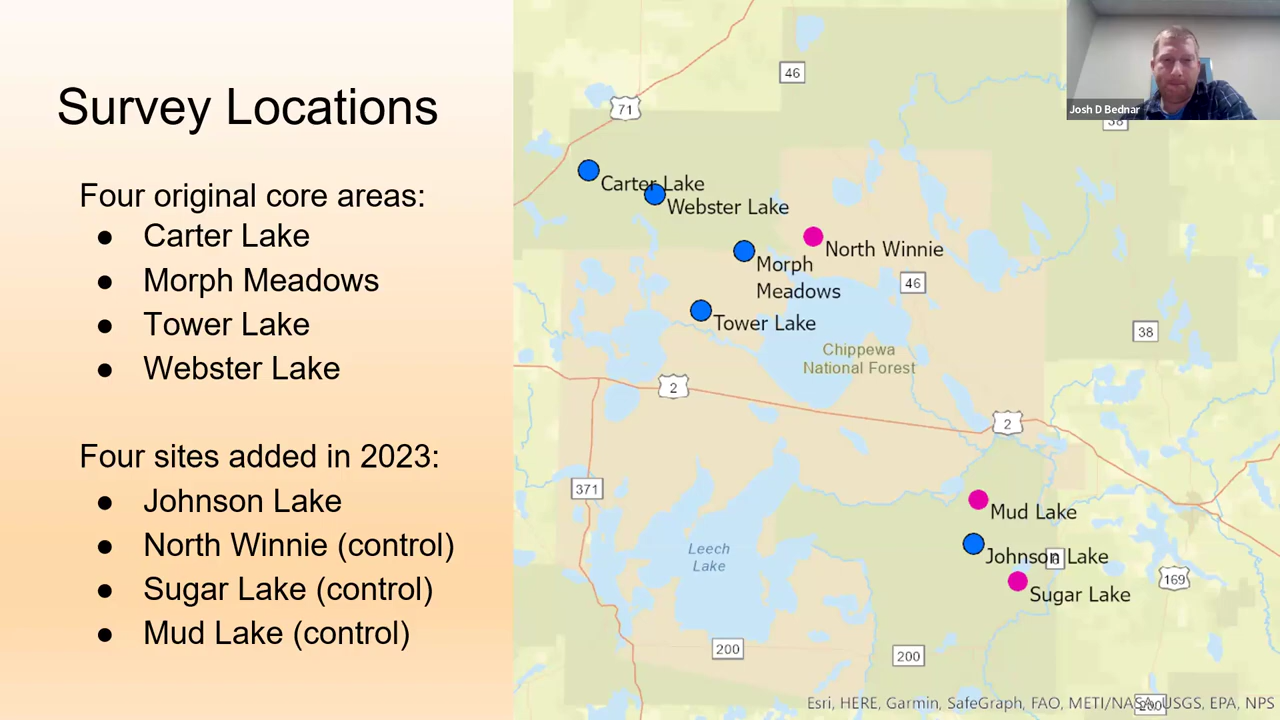 Survey Locations
Four original core areas:
● Carter Lake
● Morph Meadows
● Tower Lake
● Webster Lake
Four sites added in 2023:
● Johnson Lake
● North Winnie (control)
● Sugar Lake (control)
● Mud Lake (control)
46
71
Josh D Bednar
38
Carter Lake
Webster Lake
North Winnie
Morph
Meadows
46
Tower Lake
38
Chippewa
National Forest
2
2
371
Mud Lake
Leech
Lake
Johnson Lake
6
169
Sugar Lake
200
200
200
Esri, HERE, Garmin, SafeGraph, FAO, METI/NASA, USGS, EPA, NPS